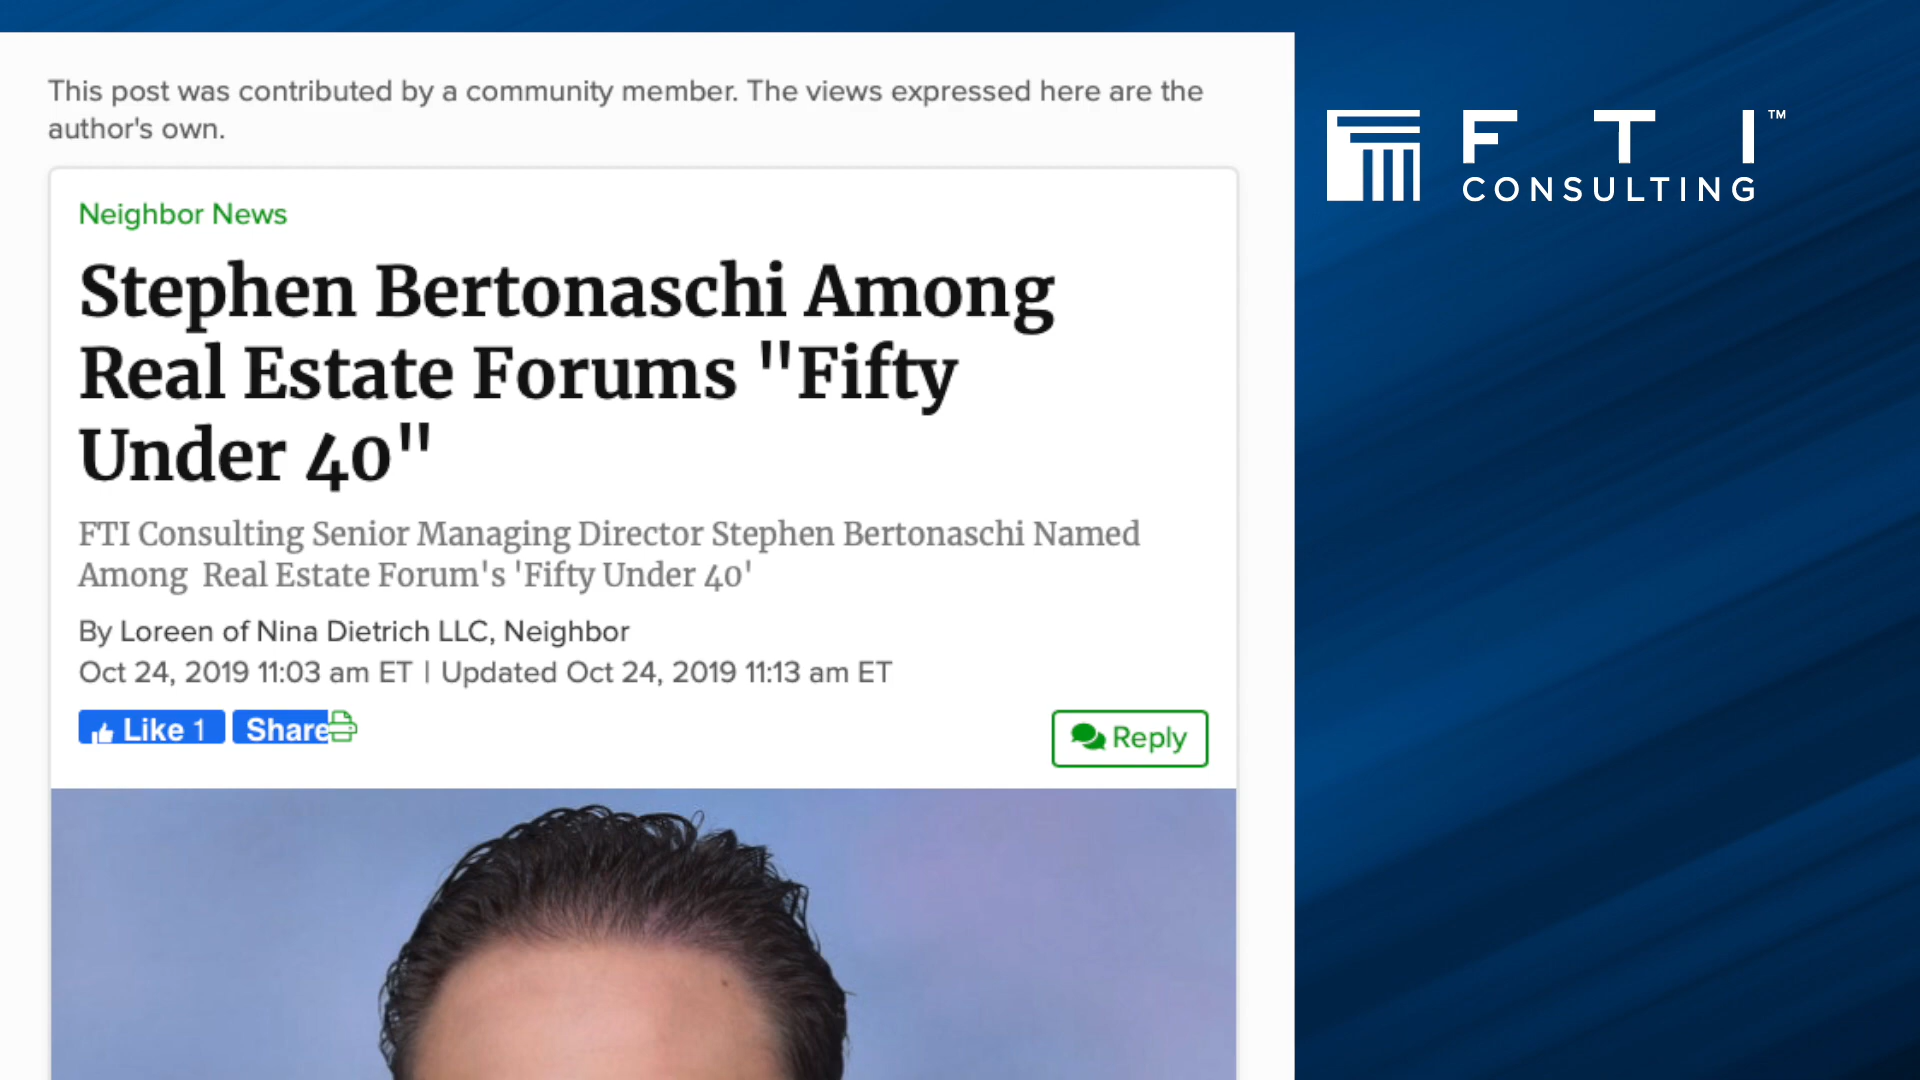 This post was contributed by a community member. The views expressed here are the
author's own.
Neighbor News
Stephen Bertonaschi Among
Real Estate Forums "Fifty
Under 40"
FTI Consulting Senior Managing Director Stephen Bertonaschi Named
Among  Real Estate Forum's 'Fifty Under 40'
By Loreen of Nina Dietrich LLC, Neighbor
Oct 24, 2019 11:03 am ET | Updated Oct 24, 2019 11:13 am ET
Like 1 Share
Reply
FTI™
CONSULTING